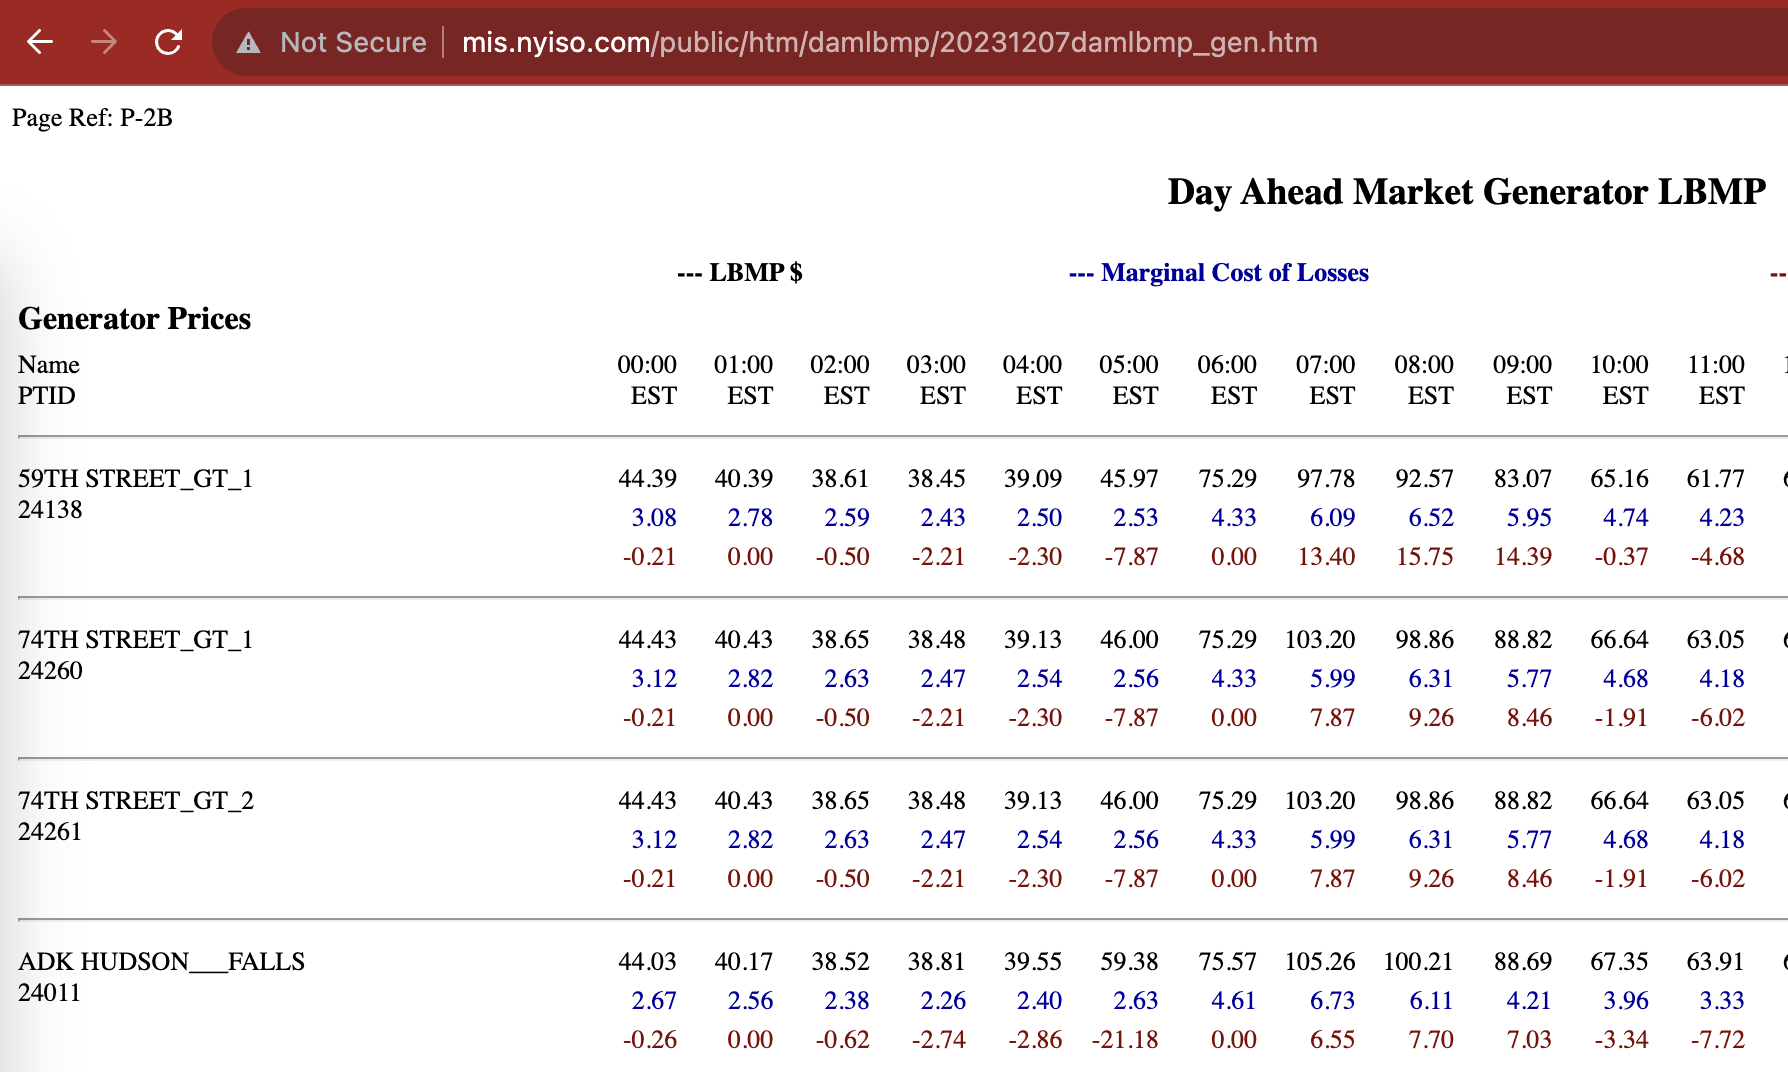 Not Secure mis.nyiso.com/public/htm/damlbmp/20231207damlbmp_gen.htm
Page Ref: P-2B
Day Ahead Market Generator LBMP
--- LBMP $ --- Marginal Cost of Losses --
Generator Prices
Name 00:00 01:00 02:00 03:00 04:00 05:00 06:00 07:00 08:00 09:00 10:00 11:00
PTID EST EST EST EST EST EST EST EST EST EST EST EST
59TH STREET_GT_1 44.39 40.39 38.61 38.45 39.09 45.97 75.29 97.78 92.57 83.07 65.16 61.77
24138 3.08 2.78 2.59 2.43 2.50 2.53 4.33 6.09 6.52 5.95 4.74 4.23
-0.21 0.00 -0.50 -2.21 -2.30 -7.87 0.00 13.40 15.75 14.39 -0.37 -4.68
74TH STREET_GT_1 44.43 40.43 38.65 38.48 39.13 46.00 75.29 103.20 98.86 88.82 66.64 63.05
24260 3.12 2.82 2.63 2.47 2.54 2.56 4.33 5.99 6.31 5.77 4.68 4.18
-0.21 0.00 -0.50 -2.21 -2.30 -7.87 0.00 7.87 9.26 8.46 -1.91 -6.02
74TH STREET_GT_2 44.43 40.43 38.65 38.48 39.13 46.00 75.29 103.20 98.86 88.82 66.64 63.05
24261 3.12 2.82 2.63 2.47 2.54 2.56 4.33 5.99 6.31 5.77 4.68 4.18
-0.21 0.00 -0.50 -2.21 -2.30 -7.87 0.00 7.87 9.26 8.46 -1.91 -6.02
ADK HUDSON___FALLS 44.03 40.17 38.52 38.81 39.55 59.38 75.57 105.26 100.21 88.69 67.35 63.91
24011 2.67 2.56 2.38 2.26 2.40 2.63 4.61 6.73 6.11 4.21 3.96 3.33
-0.26 0.00 -0.62 -2.74 -2.86 -21.18 0.00 6.55 7.70 7.03 -3.34 -7.72